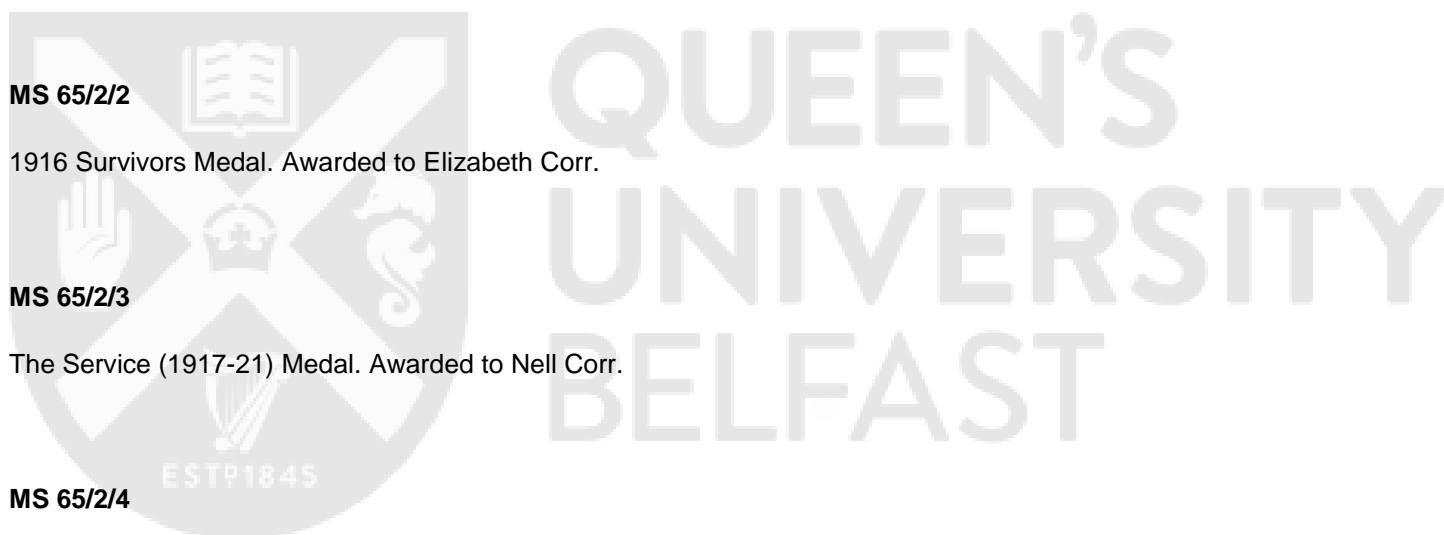 MS 65/2/2
1916 Survivors Medal. Awarded to Elizabeth Corr.
MS 65/2/3
The Service (1917-21) Medal. Awarded to Nell Corr.
MS 65/2/4
QUEEN'S
UNIVERSITY
BELFAST
ESTD 1845